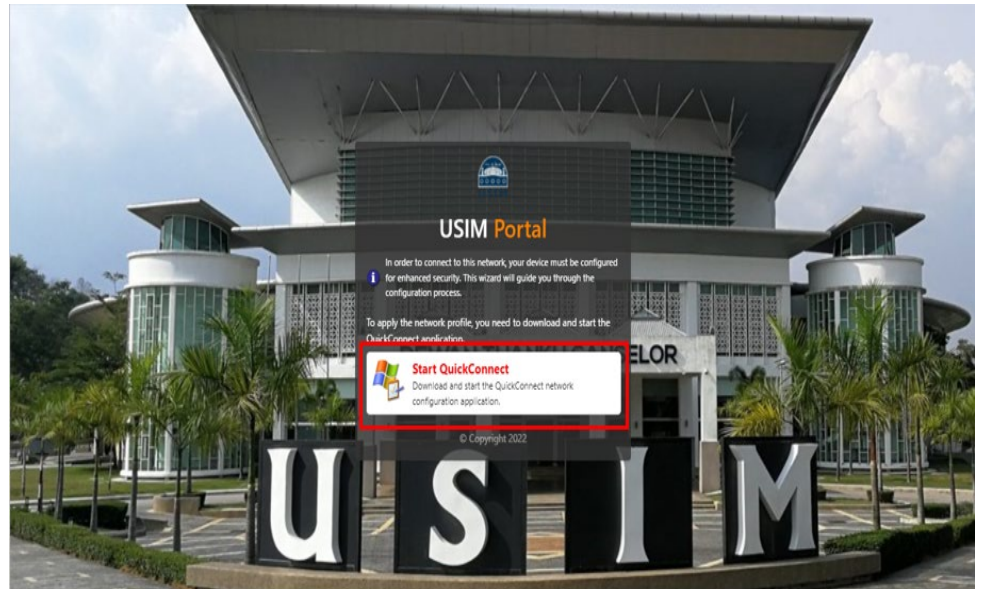 USIM Portal
In order to connect to this network, your device must be configured
for enhanced security. This wizard will guide you through the
configuration process.
To apply the network profile, you need to download and start the
QuickConnect application.
ELOR
Start QuickConnect
Download and start the QuickConnect network
configuration application.
© Copyright 2022
USIM